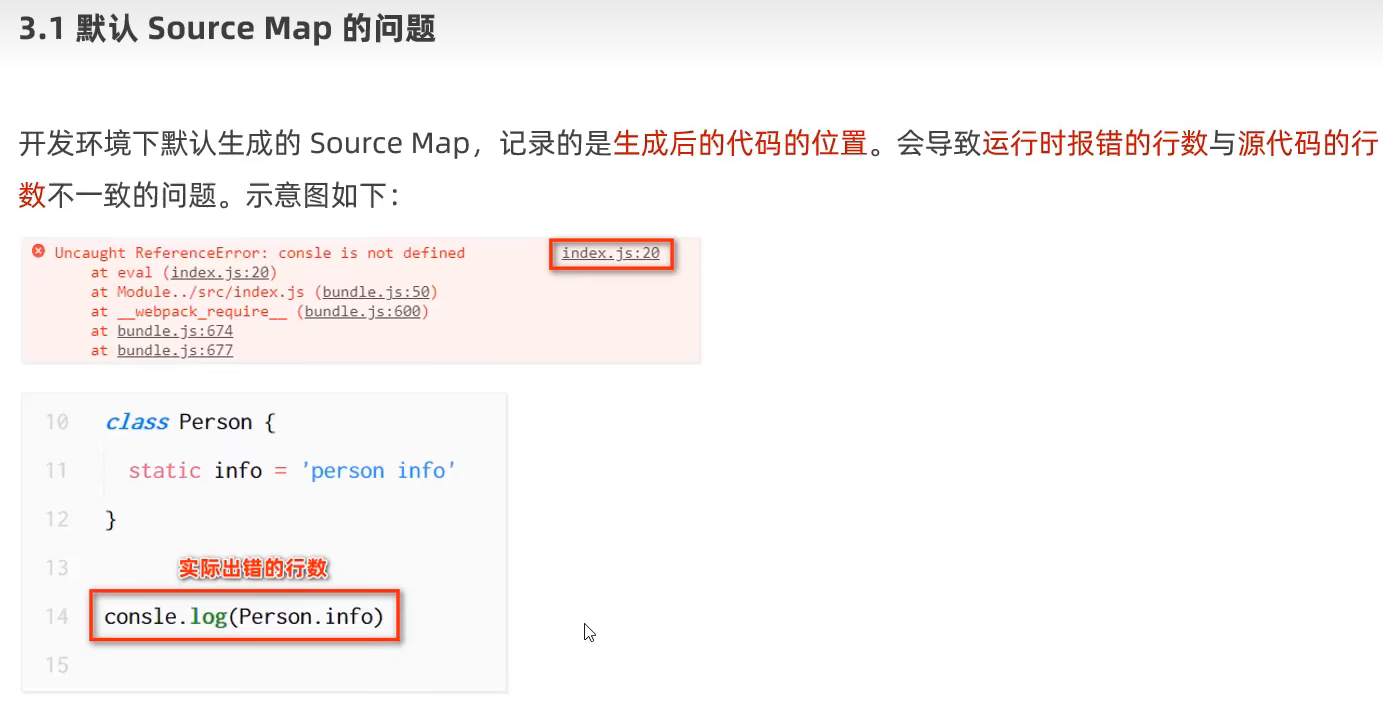 3.1 默认 Source Map 的问题
开发环境下默认生成的 Source Map，记录的是生成后的代码的位置。会导致运行时报错的行数与源代码的行
数不一致的问题。示意图如下：
Uncaught ReferenceError: consle is not defined index.js:20
at eval (index.js:20)
at Module../src/index.js (bundle.js:50)
at __webpack_require__ (bundle.js:600)
at bundle.js:674
at bundle.js:677
10 class Person {
11 static info = 'person info'
12 }
13 实际出错的行数
14 consle.log(Person.info)
15